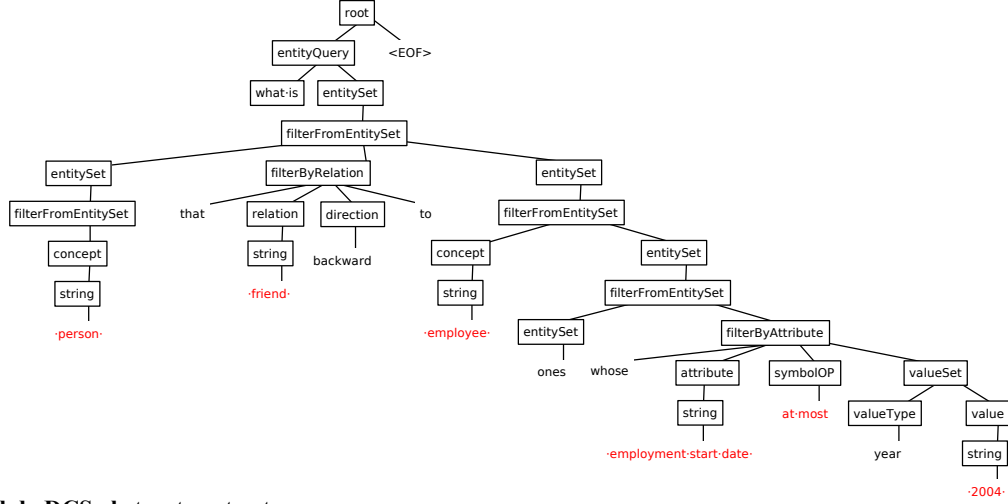 root
entityQuery <EOF>
what·is entitySet
filterFromEntitySet
entitySet filterByRelation entitySet
filterFromEntitySet that relation direction to filterFromEntitySet
concept string backward concept entitySet
string ·friend· string filterFromEntitySet
·person· ·employee· entitySet filterByAttribute
ones whose attribute symbolOP valueSet
string at·most valueType value
·employment·start·date· year string
·2004·